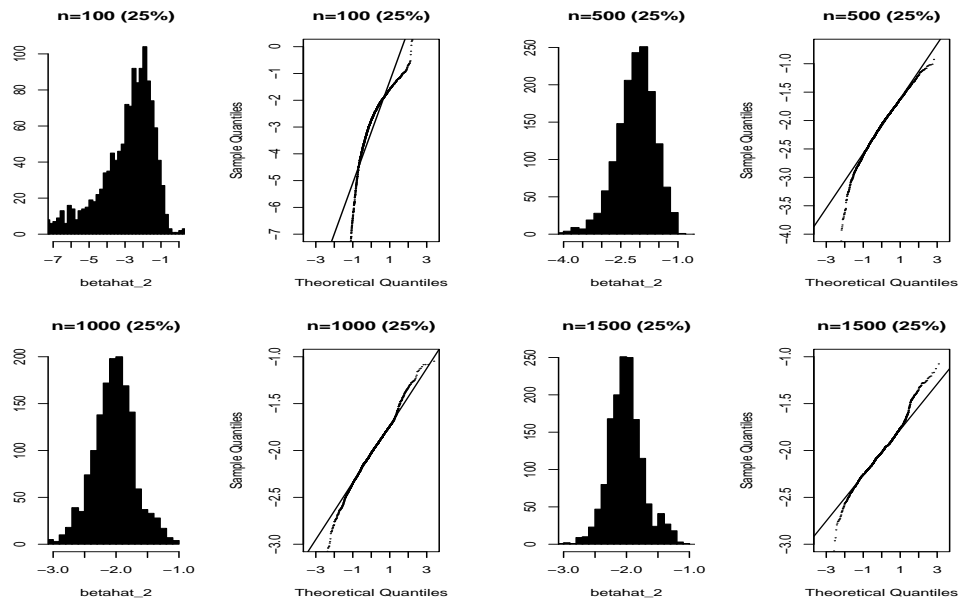 n=100 (25%)
0 20 40 60 80 100
−7 −5 −3 −1
betahat_2
n=100 (25%)
Sample Quantiles
−7 −6 −5 −4 −3 −2 −1 0
−3 −1 1 3
Theoretical Quantiles
n=500 (25%)
0 50 100 150 200 250
−4.0 −2.0 −1.0
betahat_2
n=500 (25%)
Sample Quantiles
−4.0 −3.5 −3.0 −2.5 −2.0 −1.5 −1.0
−3 −1 1 3
Theoretical Quantiles
n=1000 (25%)
0 50 100 150 200
−3.0 −2.0 −1.0
betahat_2
n=1000 (25%)
Sample Quantiles
−3.0 −2.5 −2.0 −1.5 −1.0
−3 −1 1 3
Theoretical Quantiles
n=1500 (25%)
0 50 100 150 200 250
−3.0 −2.0 −1.0
betahat_2
n=1500 (25%)
Sample Quantiles
−3.0 −2.5 −2.0 −1.5 −1.0
−3 −1 1 3
Theoretical Quantiles